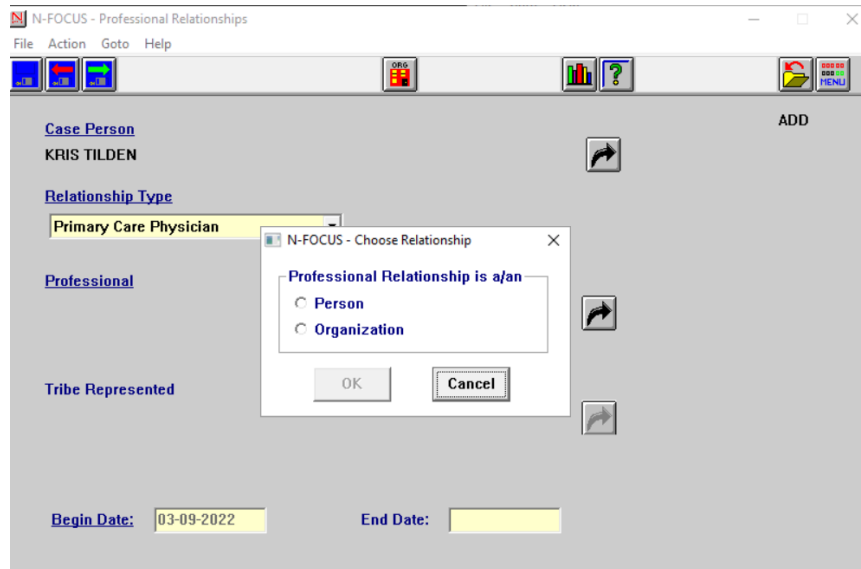 N-FOCUS - Professional Relationships
File Action Goto Help
ORG
?
MENU
ADD
Case Person
KRIS TILDEN
Relationship Type
Primary Care Physician
N-FOCUS - Choose Relationship
Professional Relationship is a/an
Person
Organization
OK Cancel
Professional
Tribe Represented
Begin Date: 03-09-2022 End Date: